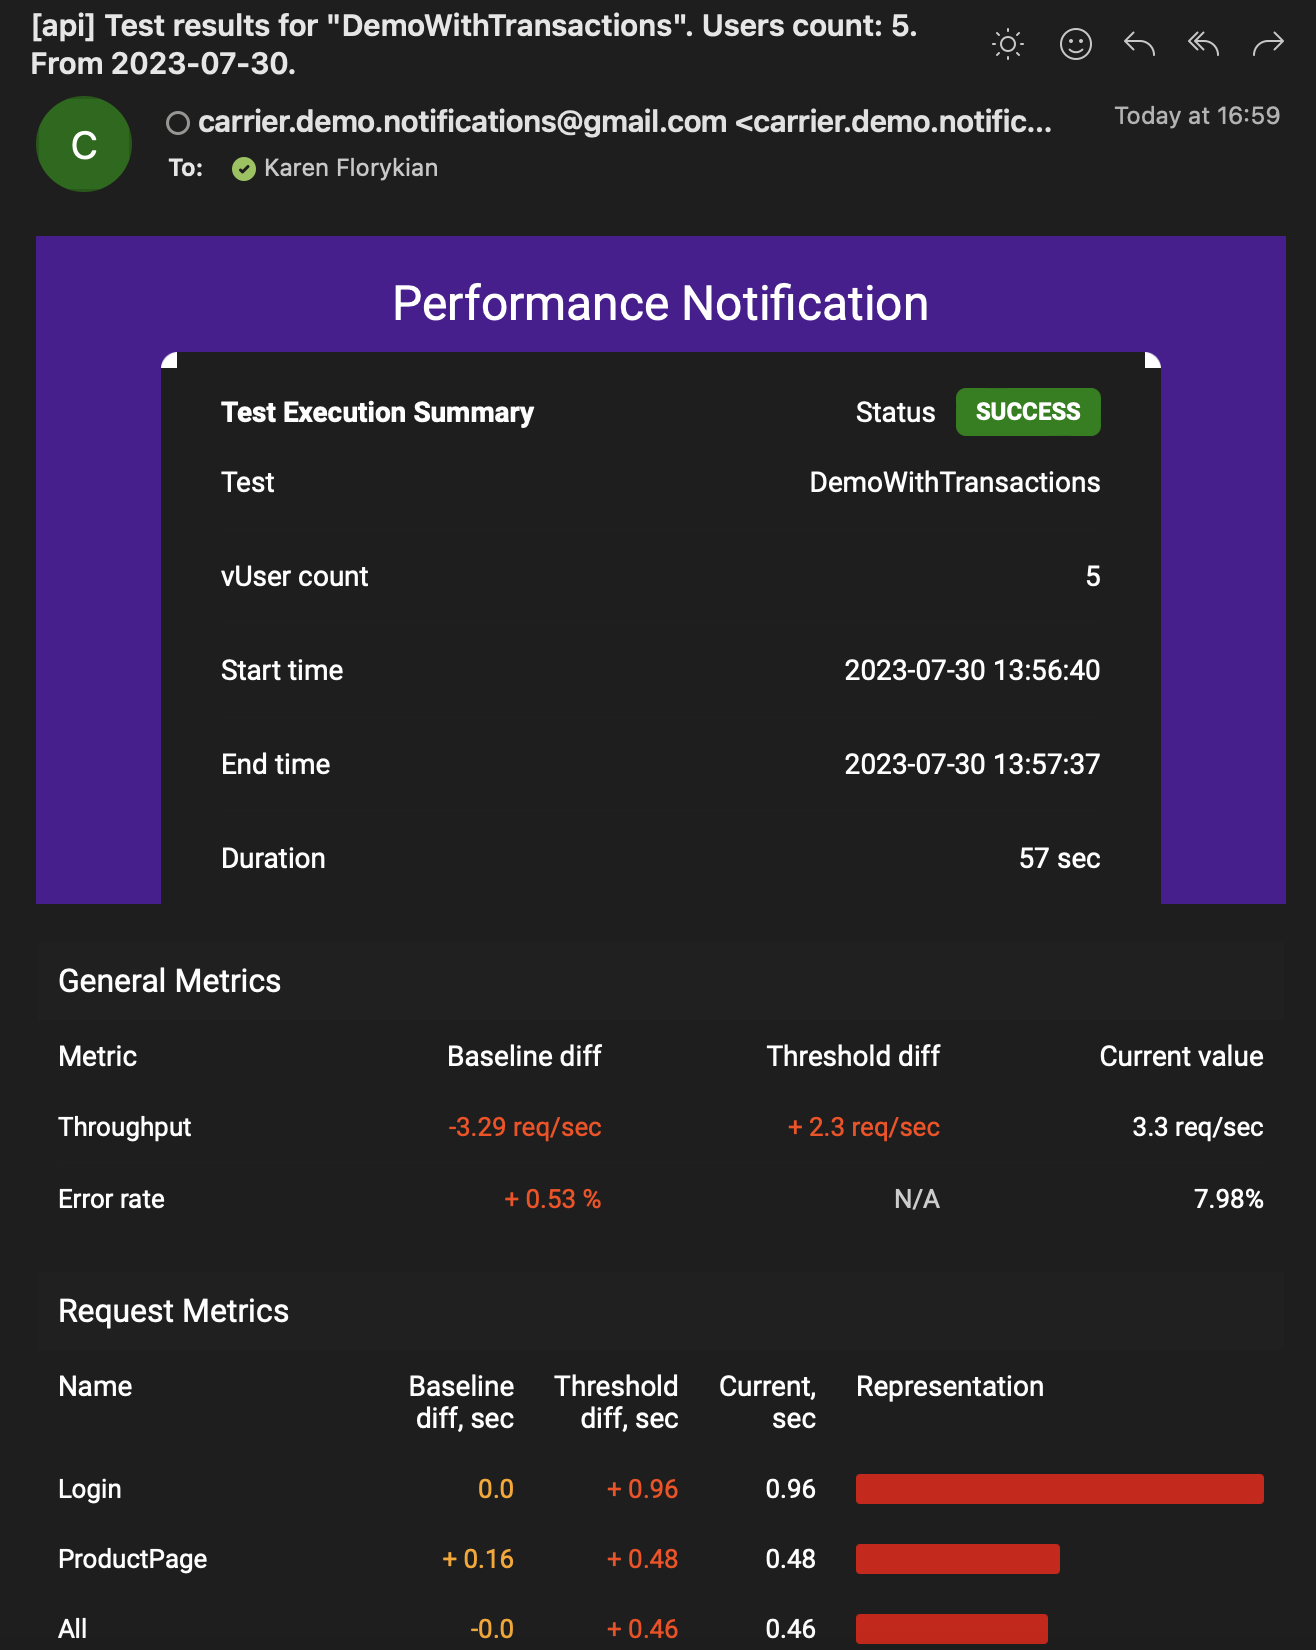 [api] Test results for "DemoWithTransactions". Users count: 5.
From 2023-07-30.
C
carrier.demo.notifications@gmail.com <carrier.demo.notific...
Today at 16:59
To: Karen Florykian
Performance Notification
Test Execution Summary Status SUCCESS
Test DemoWithTransactions
vUser count 5
Start time 2023-07-30 13:56:40
End time 2023-07-30 13:57:37
Duration 57 sec
General Metrics
Metric Baseline diff Threshold diff Current value
Throughput -3.29 req/sec + 2.3 req/sec 3.3 req/sec
Error rate + 0.53 % N/A 7.98%
Request Metrics
Name Baseline Threshold Current, Representation
diff, sec diff, sec sec
Login 0.0 + 0.96 0.96
ProductPage + 0.16 + 0.48 0.48
All -0.0 + 0.46 0.46